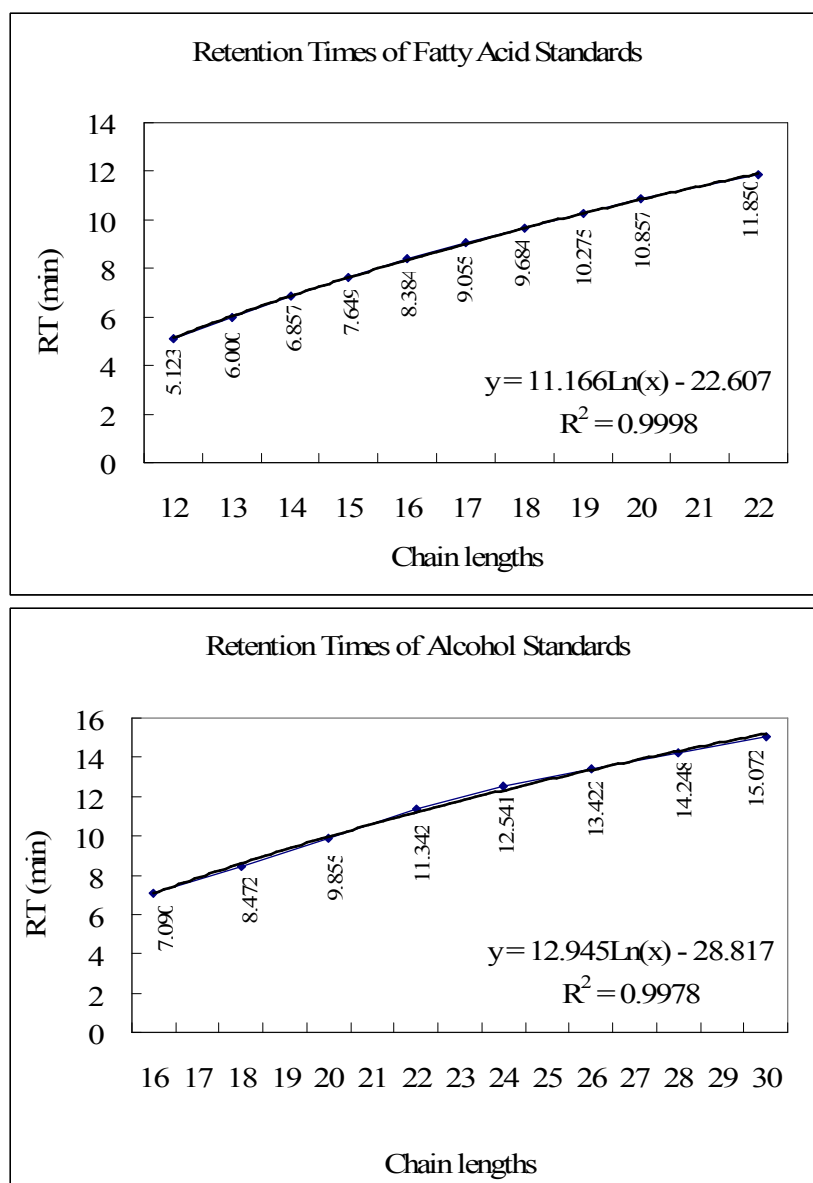 Retention Times of Fatty Acid Standards
14
12
10
8
6
4
2
0
RT (min)
5.123
6.000
6.857
7.649
8.384
9.055
9.684
10.275
10.857
11.850
y = 11.166Ln(x) - 22.607
R² = 0.9998
12 13 14 15 16 17 18 19 20 21 22
Chain lengths
Retention Times of Alcohol Standards
16
14
12
10
8
6
4
2
0
RT (min)
7.090
8.472
9.855
11.342
12.541
13.422
14.248
15.072
y = 12.945Ln(x) - 28.817
R² = 0.9978
16 17 18 19 20 21 22 23 24 25 26 27 28 29 30
Chain lengths